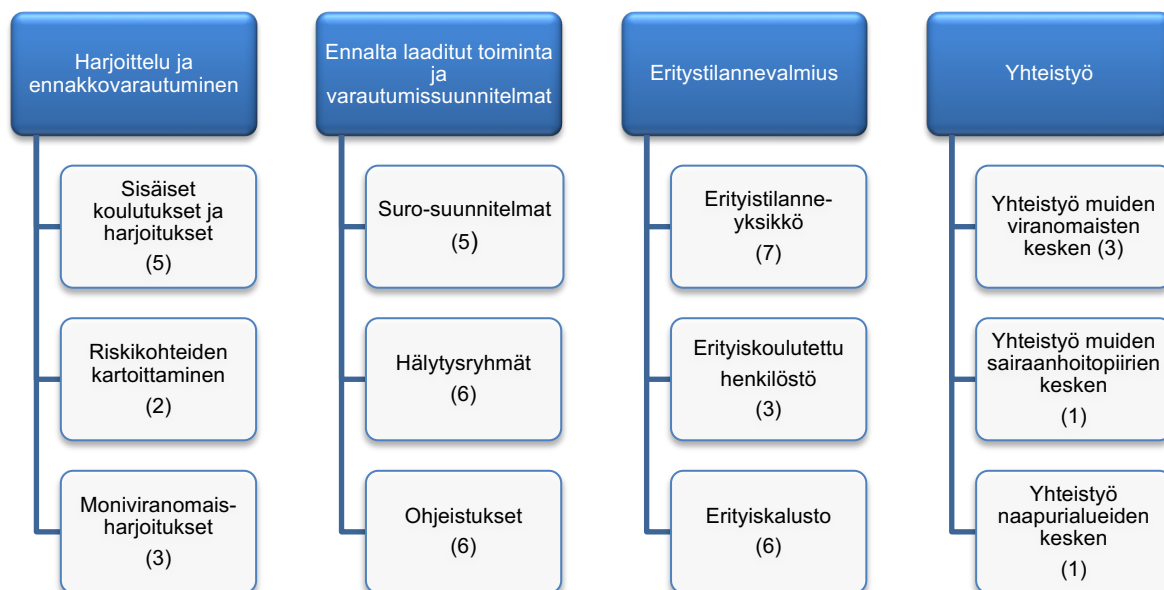 Harjoittelu ja
ennakkovarautuminen
Sisäiset
koulutukset ja
harjoitukset
(5)
Riskikohteiden
kartoittaminen
(2)
Moniviranomais-
harjoitukset
(3)
Ennalta laaditut toiminta
ja
varautumissuunnitelmat
Suro-suunnitelmat
(5)
Hälytysryhmät
(6)
Ohjeistukset
(6)
Eritystilannevalmius
Erityistilanne-
yksikkö
(7)
Erityiskoulutettu
henkilöstö
(3)
Erityiskalusto
(6)
Yhteistyö
Yhteistyö muiden
viranomaisten
kesken (3)
Yhteistyö muiden
sairaanhoitopiirien
kesken
(1)
Yhteistyö
naapurialueiden
kesken
(1)